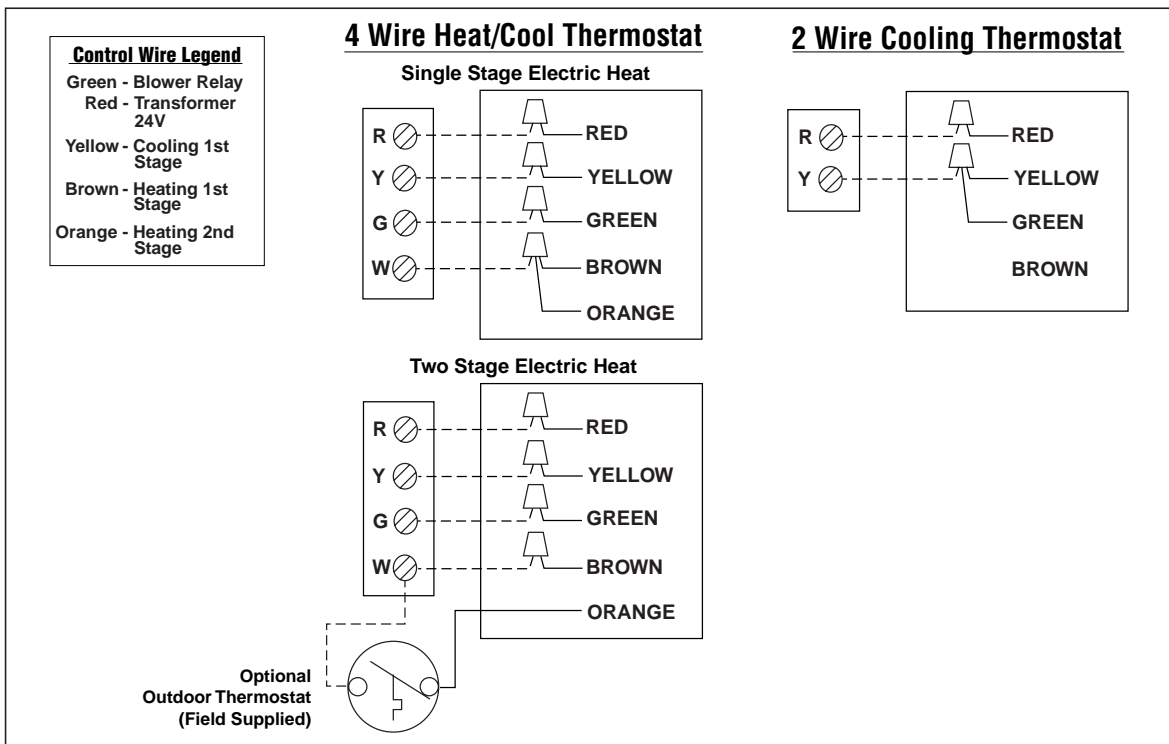 Control Wire Legend
Green - Blower Relay
Red - Transformer
24V
Yellow - Cooling 1st
Stage
Brown - Heating 1st
Stage
Orange - Heating 2nd
Stage
4 Wire Heat/Cool Thermostat
Single Stage Electric Heat
R
Y
G
W
RED
YELLOW
GREEN
BROWN
ORANGE
Two Stage Electric Heat
R
Y
G
W
RED
YELLOW
GREEN
BROWN
ORANGE
Optional
Outdoor Thermostat
(Field Supplied)
2 Wire Cooling Thermostat
R
Y
RED
YELLOW
GREEN
BROWN